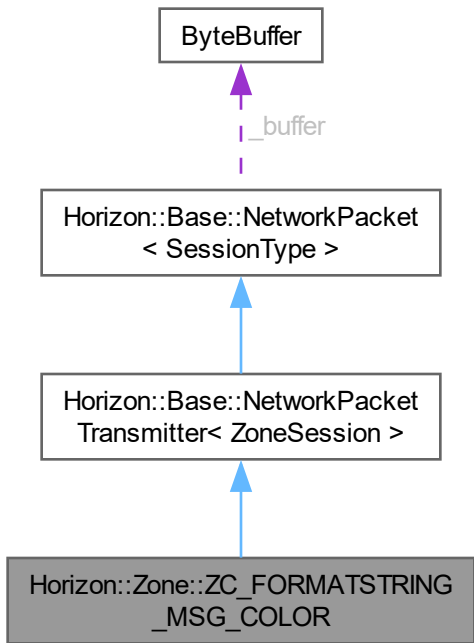 ByteBuffer
_buffer
Horizon::Base::NetworkPacket
< SessionType >
Horizon::Base::NetworkPacket
Transmitter< ZoneSession >
Horizon::Zone::ZC_FORMATSTRING
_MSG_COLOR